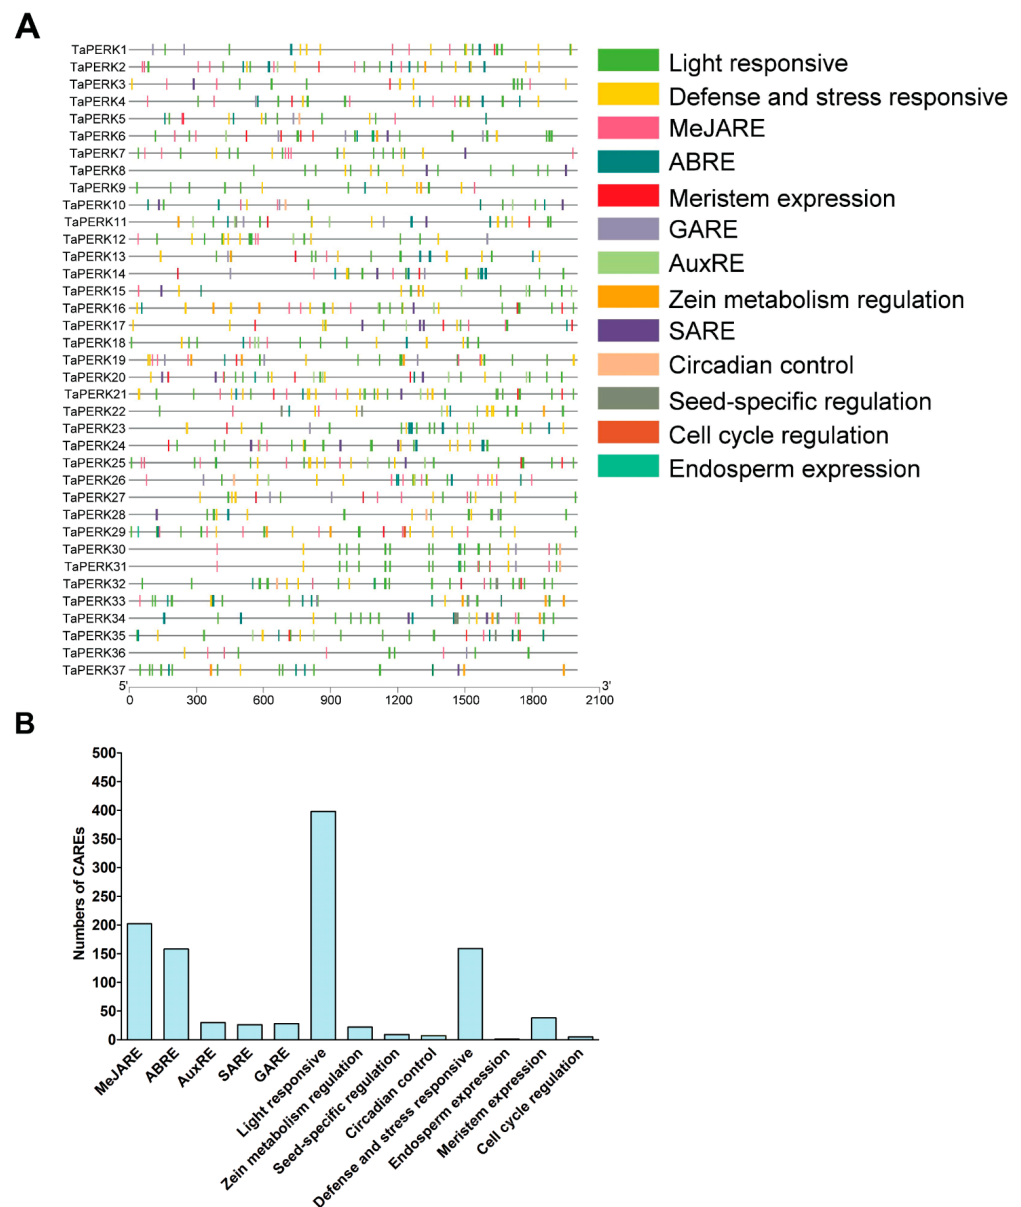 A
TaPERK1
TaPERK2
TaPERK3
TaPERK4
TaPERK5
TaPERK6
TaPERK7
TaPERK8
TaPERK9
TaPERK10
TaPERK11
TaPERK12
TaPERK13
TaPERK14
TaPERK15
TaPERK16
TaPERK17
TaPERK18
TaPERK19
TaPERK20
TaPERK21
TaPERK22
TaPERK23
TaPERK24
TaPERK25
TaPERK26
TaPERK27
TaPERK28
TaPERK29
TaPERK30
TaPERK31
TaPERK32
TaPERK33
TaPERK34
TaPERK35
TaPERK36
TaPERK37
5' 3'
0 300 600 900 1200 1500 1800 2100
Light responsive
Defense and stress responsive
MeJARE
ABRE
Meristem expression
GARE
AuxRE
Zein metabolism regulation
SARE
Circadian control
Seed-specific regulation
Cell cycle regulation
Endosperm expression
B
Numbers of CAREs
500
450
400
350
300
250
200
150
100
50
0
MeJARE
ABRE
AuxRE
SARE
GARE
Light responsive
Zein metabolism regulation
Seed-specific regulation
Circadian control
Defense and stress responsive
Endosperm expression
Meristem expression
Cell cycle regulation